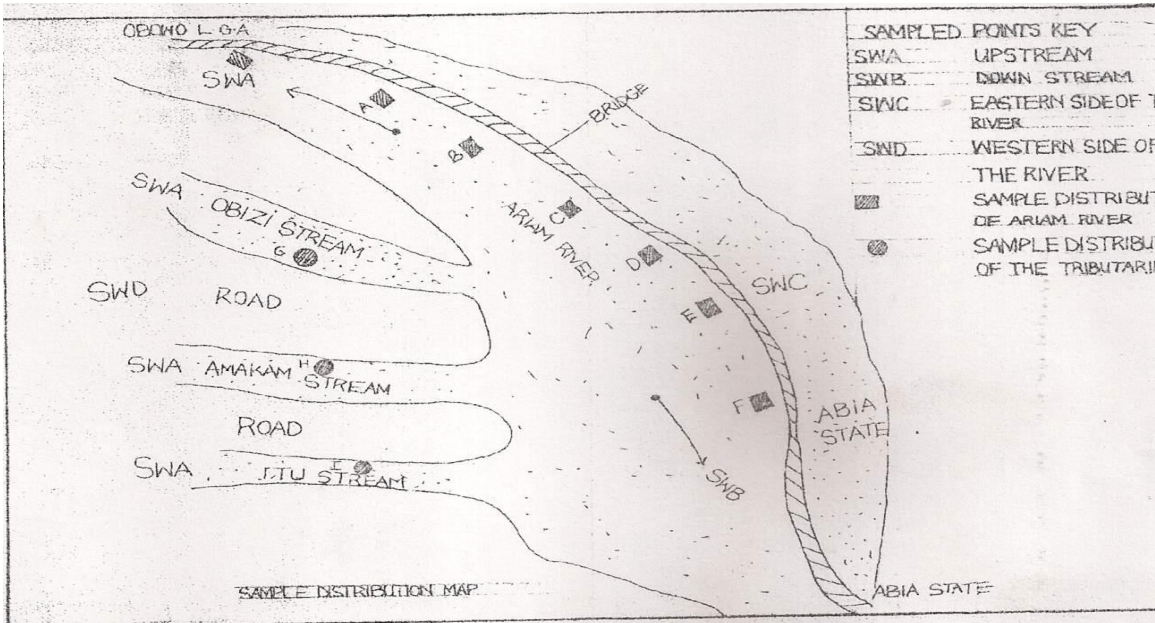 OBOWO L.G.A
SWA
A
B
BRIDGE
C
ARIAM RIVER
D
SWC
E
F
ABIA
STATE
SWB
SWA
OBIZI STREAM
G
SWD
ROAD
SWA AMAKAM H
STREAM
ROAD
SWA
I
ITU STREAM
SAMPLE DISTRIBUTION MAP
ABIA STATE
SAMPLED POINTS KEY
SWA UPSTREAM
SWB DOWN STREAM
SWC EASTERN SIDE OF T
RIVER
SWD WESTERN SIDE OF
THE RIVER
SAMPLE DISTRIBUT
OF ARIAM RIVER
SAMPLE DISTRIBUT
OF THE TRIBUTARI